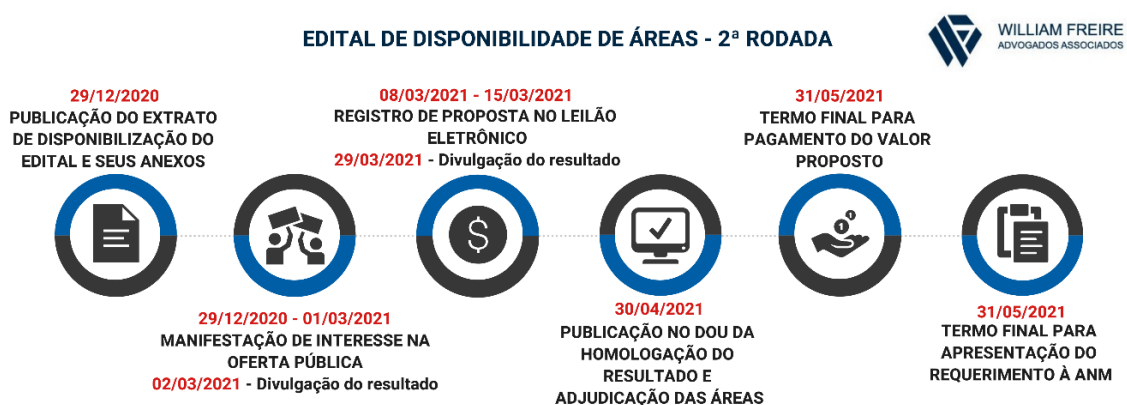 EDITAL DE DISPONIBILIDADE DE ÁREAS - 2ª RODADA
WILLIAM FREIRE
ADVOGADOS ASSOCIADOS
29/12/2020
PUBLICAÇÃO DO EXTRATO
DE DISPONIBILIZAÇÃO DO
EDITAL E SEUS ANEXOS
29/12/2020 - 01/03/2021
MANIFESTAÇÃO DE INTERESSE NA
OFERTA PÚBLICA
02/03/2021 - Divulgação do resultado
08/03/2021 - 15/03/2021
REGISTRO DE PROPOSTA NO LEILÃO
ELETRÔNICO
29/03/2021 - Divulgação do resultado
$
30/04/2021
PUBLICAÇÃO NO DOU DA
HOMOLOGAÇÃO DO
RESULTADO E
ADJUDICAÇÃO DAS ÁREAS
31/05/2021
TERMO FINAL PARA
PAGAMENTO DO VALOR
PROPOSTO
1
1
31/05/2021
TERMO FINAL PARA
APRESENTAÇÃO DO
REQUERIMENTO À ANM